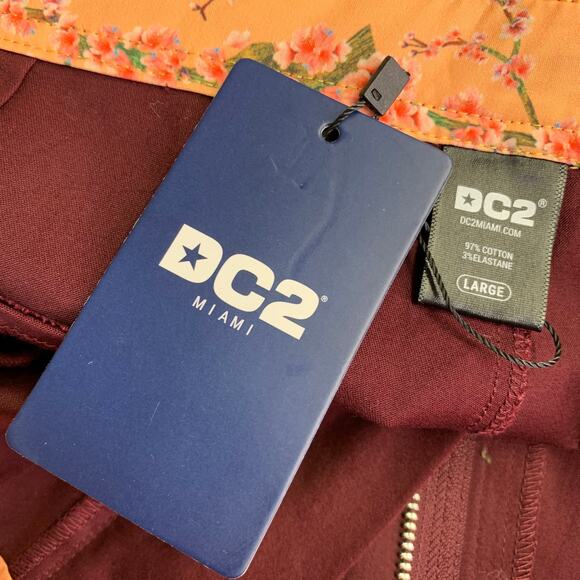 DC2®
MIAMI
DC2®
DC2MIAMI.COM
97% COTTON
3% ELASTANE
LARGE